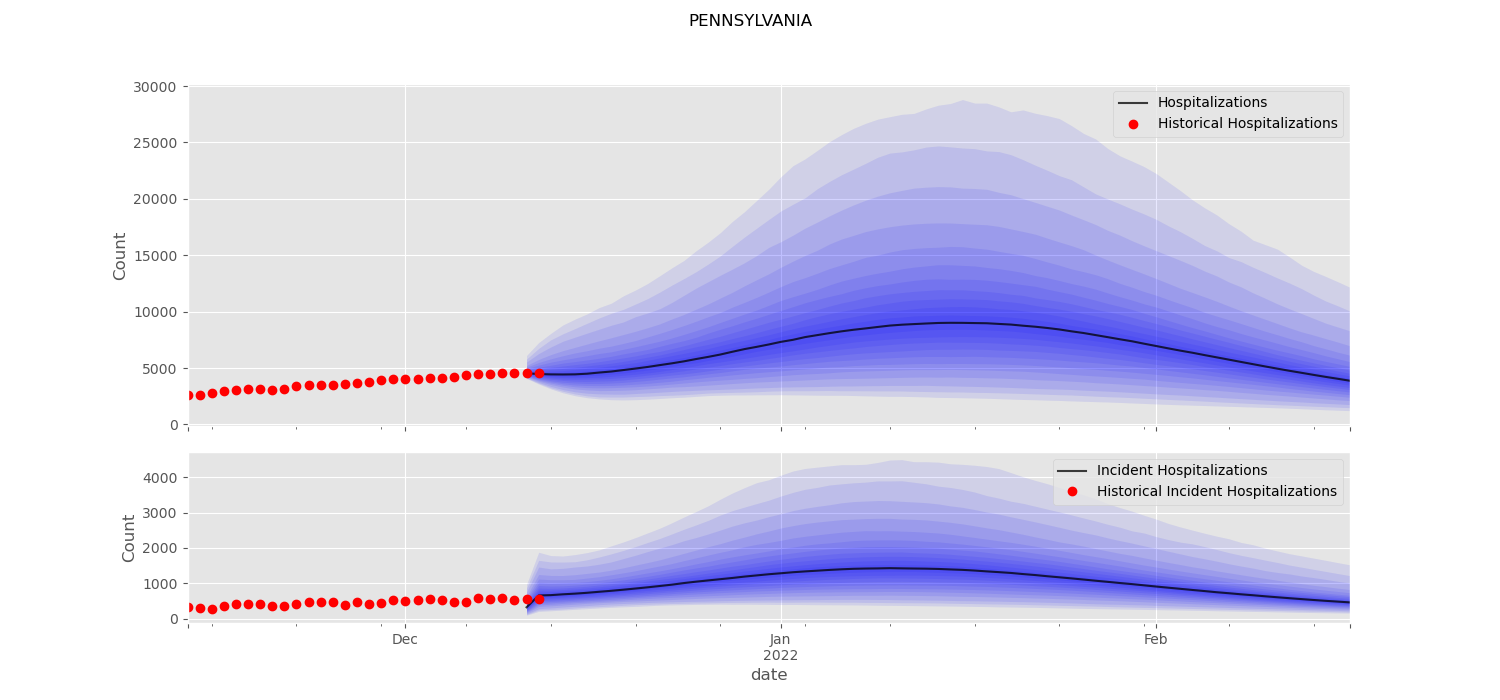 PENNSYLVANIA
30000
25000
20000
15000
10000
5000
0
Count
Hospitalizations
Historical Hospitalizations
4000
3000
2000
1000
0
Count
Incident Hospitalizations
Historical Incident Hospitalizations
Dec
Jan
2022
Feb
date